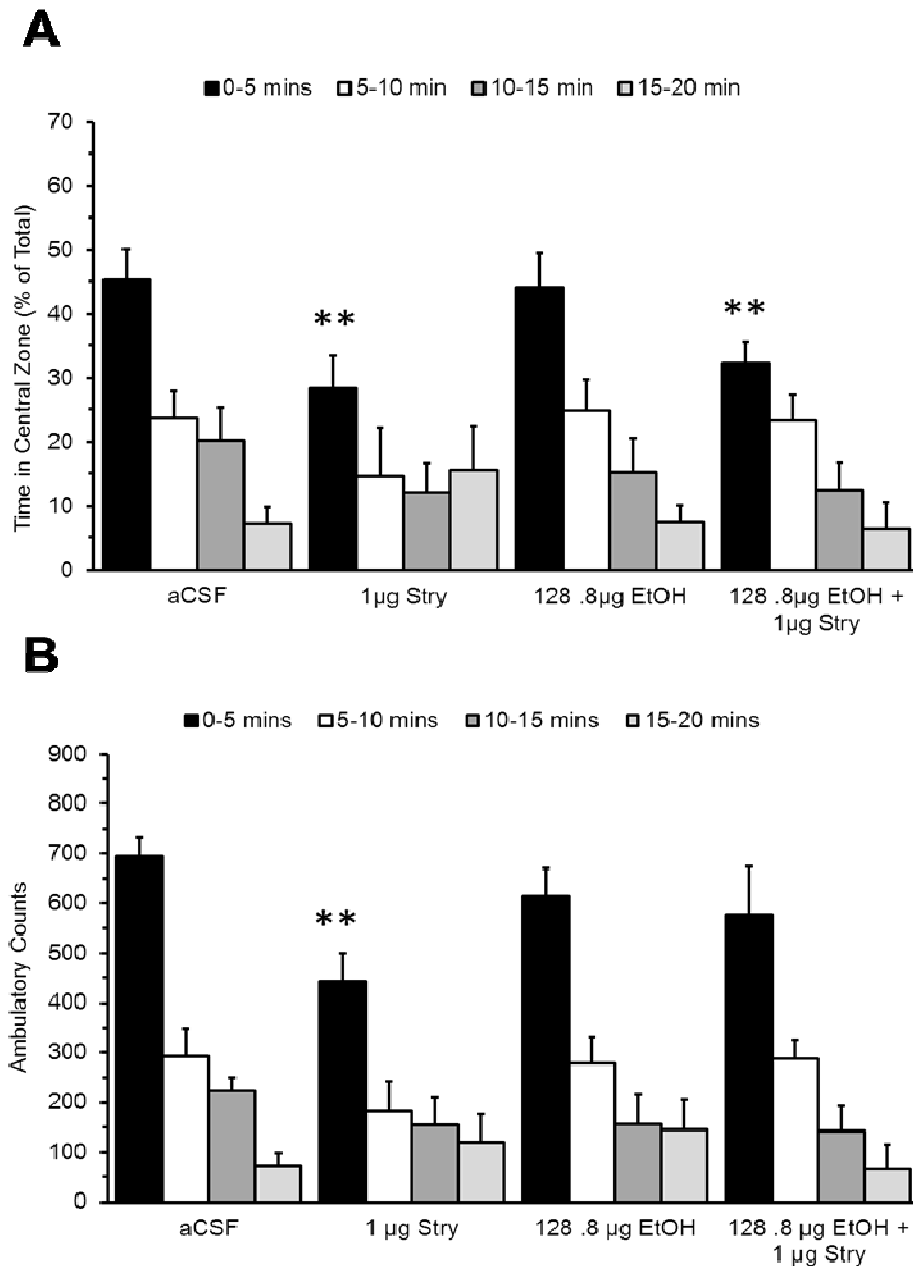 A
0-5 mins 5-10 min 10-15 min 15-20 min
Time in Central Zone (% of Total)
70
60
50
40
30
20
10
0
**
**
aCSF 1µg Stry 128 .8µg EtOH 128 .8µg EtOH +
1µg Stry
B
0-5 mins 5-10 mins 10-15 mins 15-20 mins
Ambulatory Counts
900
800
700
600
500
400
300
200
100
0
**
aCSF 1 µg Stry 128 .8 µg EtOH 128 .8 µg EtOH +
1 µg Stry